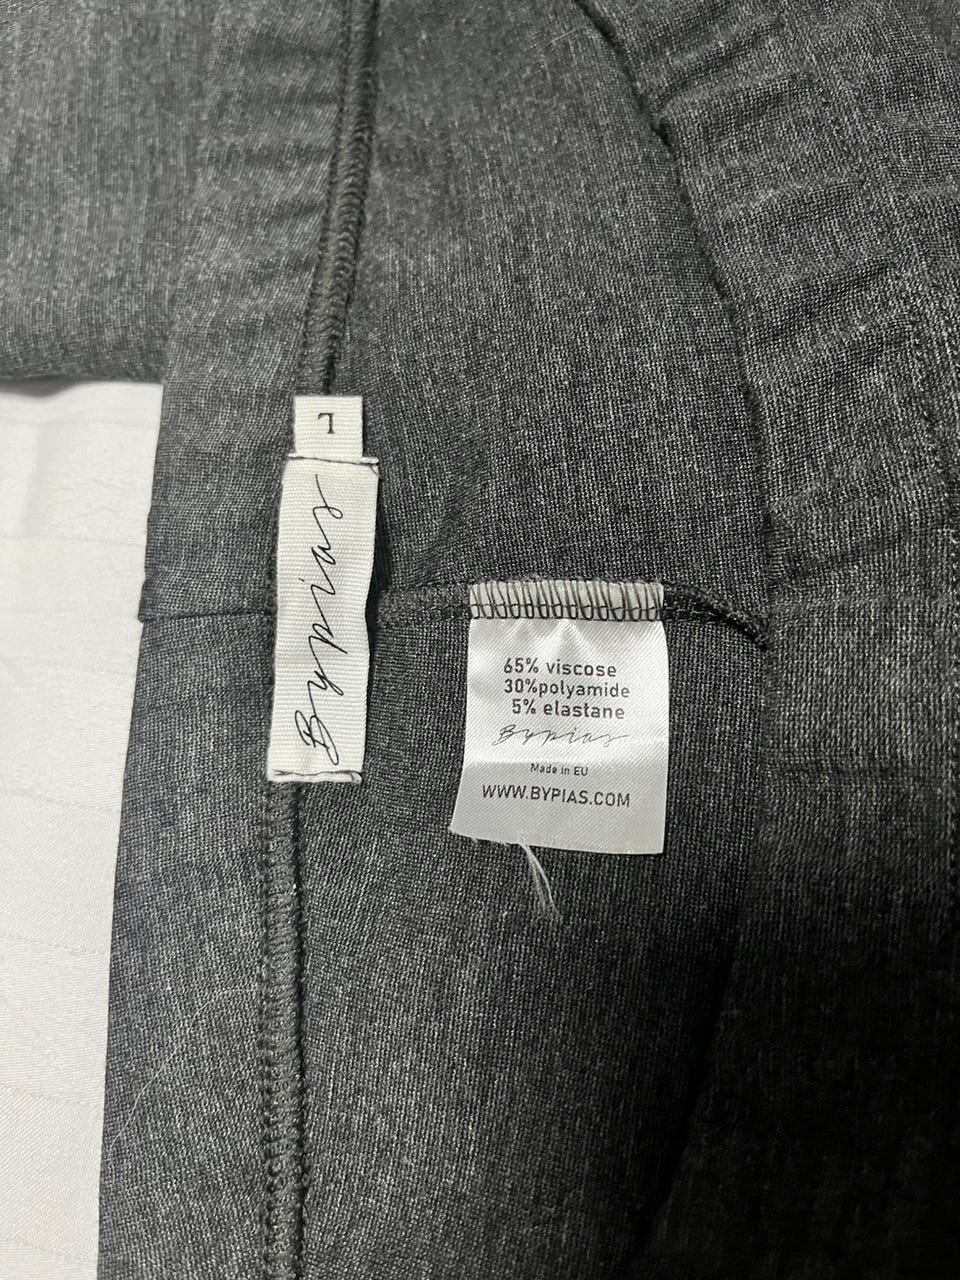 L
Bypias
65% viscose
30%polyamide
5% elastane
Bypias
Made in EU
WWW.BYPIAS.COM